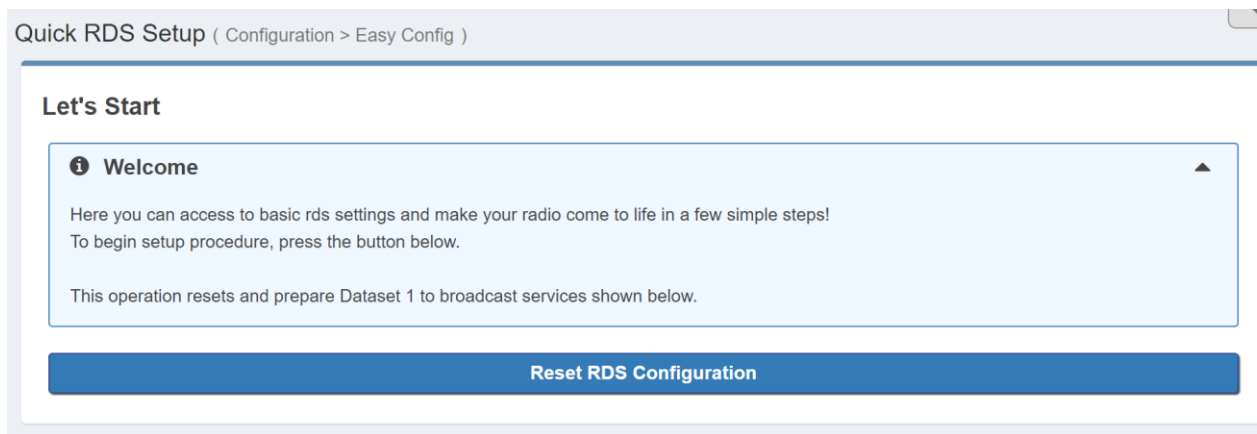 Quick RDS Setup ( Configuration > Easy Config )
Let's Start
Welcome
Here you can access to basic rds settings and make your radio come to life in a few simple steps!
To begin setup procedure, press the button below.
This operation resets and prepare Dataset 1 to broadcast services shown below.
Reset RDS Configuration